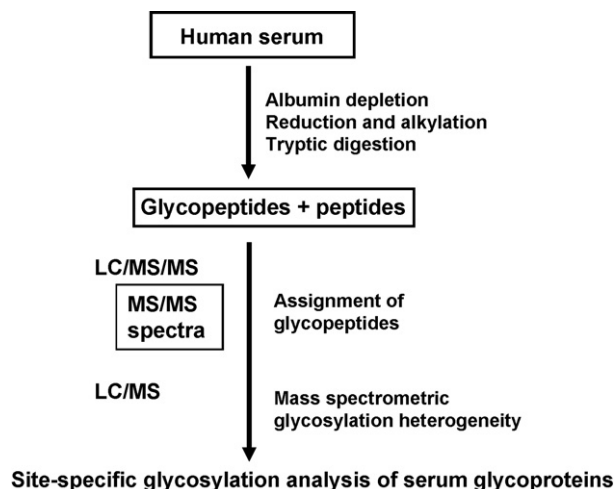 Human serum
Albumin depletion
Reduction and alkylation
Tryptic digestion
Glycopeptides + peptides
LC/MS/MS
MS/MS
spectra
Assignment of
glycopeptides
LC/MS
Mass spectrometric
glycosylation heterogeneity
Site-specific glycosylation analysis of serum glycoproteins